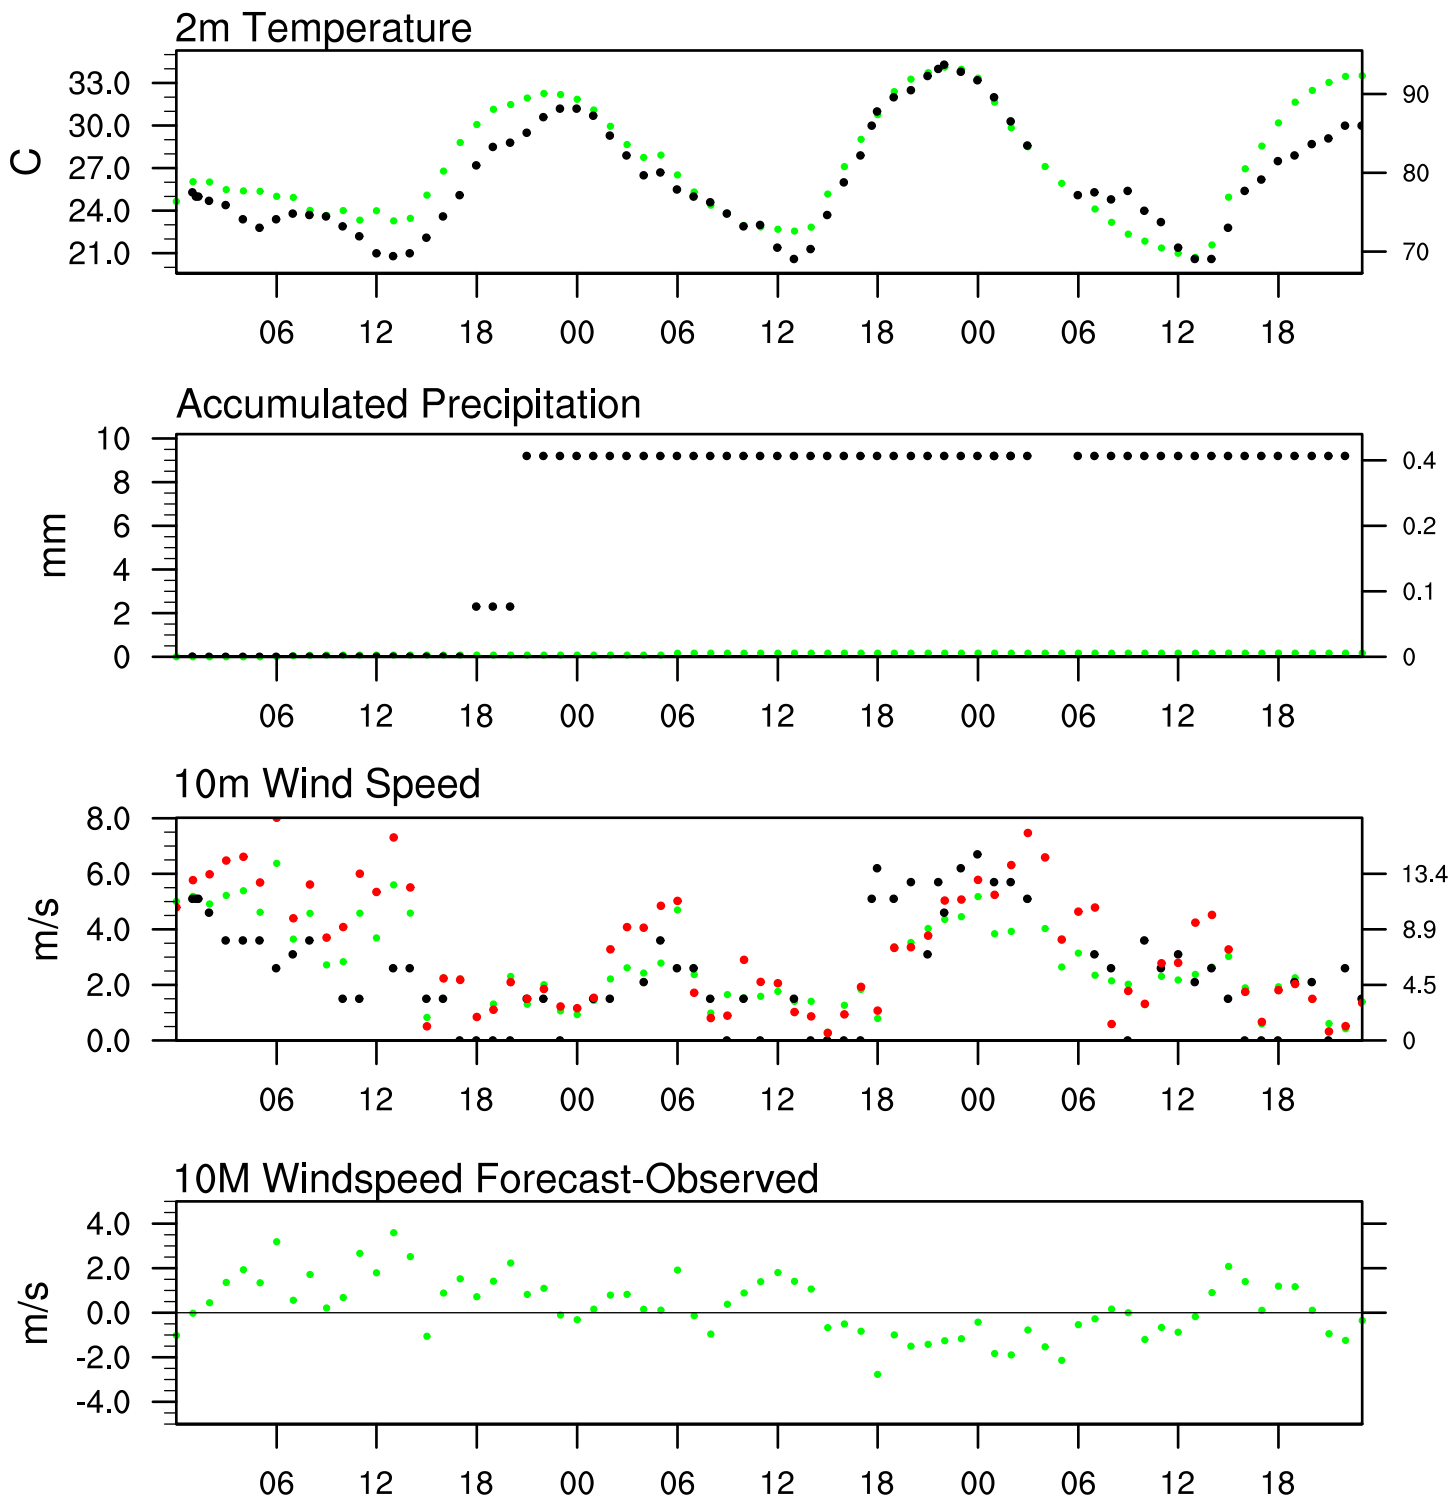 2m Temperature
C
33.0
30.0
27.0
24.0
21.0
90
80
70
06 12 18 00 06 12 18 00 06 12 18
Accumulated Precipitation
mm
10
8
6
4
2
0
0.4
0.2
0.1
0
06 12 18 00 06 12 18 00 06 12 18
10m Wind Speed
m/s
8.0
6.0
4.0
2.0
0.0
13.4
8.9
4.5
0
06 12 18 00 06 12 18 00 06 12 18
10M Windspeed Forecast-Observed
m/s
4.0
2.0
0.0
-2.0
-4.0
06 12 18 00 06 12 18 00 06 12 18